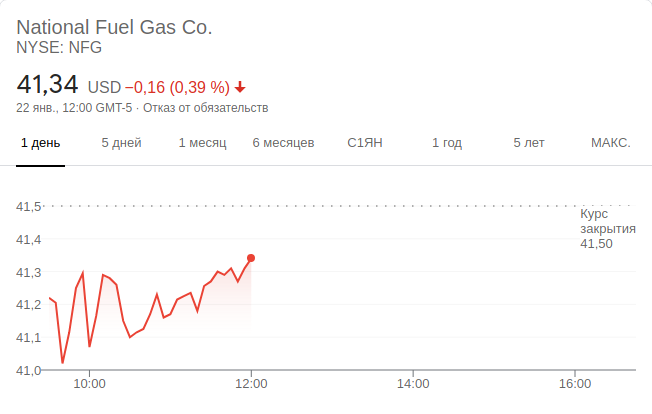 National Fuel Gas Co.
NYSE: NFG
41,34 USD −0,16 (0,39 %)
22 янв., 12:00 GMT-5 · Отказ от обязательств
1 день 5 дней 1 месяц 6 месяцев С1ЯН 1 год 5 лет МАКС.
41,5
Курс
закрытия
41,50
41,4
41,3
41,2
41,1
41,0
10:00 12:00 14:00 16:00